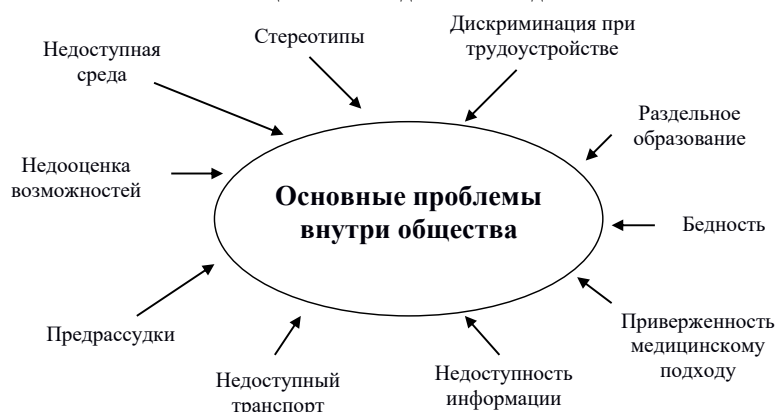 Стереотипы
Дискриминация при
трудоустройстве
Недоступная
среда
Раздельное
образование
Недооценка
возможностей
Основные проблемы
внутри общества
Бедность
Предрассудки
Приверженность
медицинскому
подходу
Недоступный
транспорт
Недоступность
информации